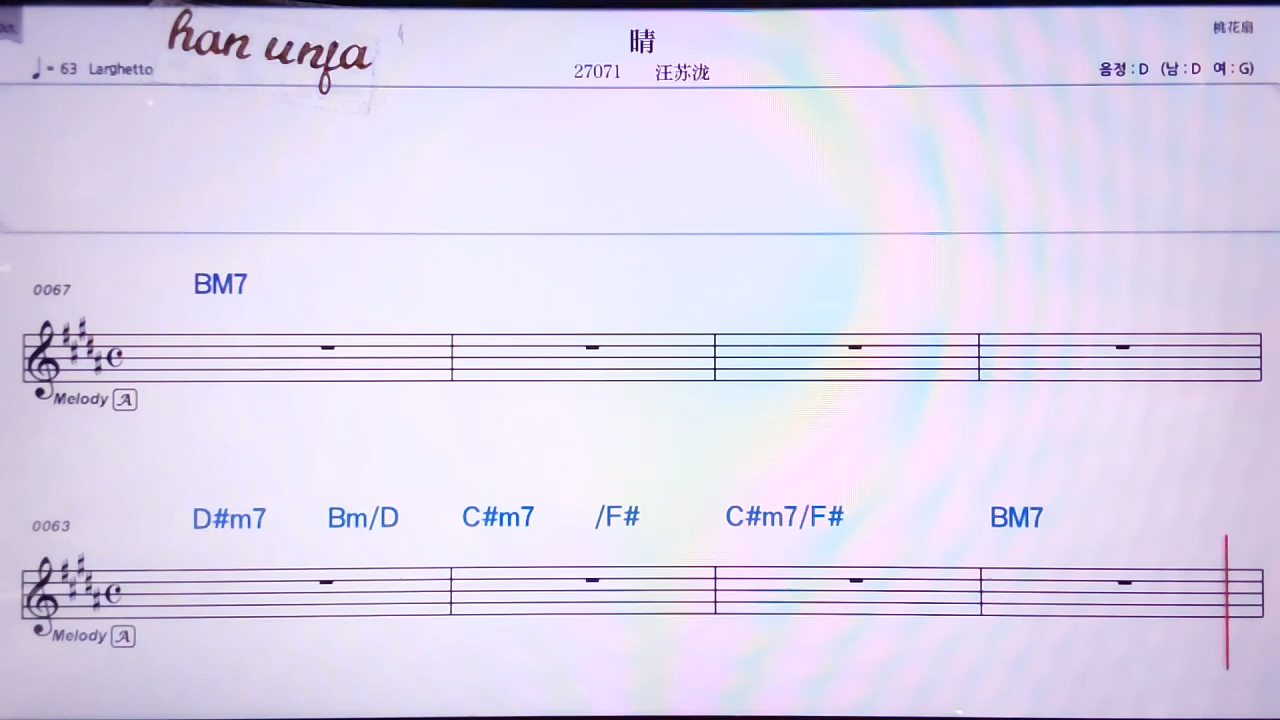 han unfa
晴
桃花扇
♩= 63 Larghetto
27071 汪苏泷
음정 : D (남 : D 여 : G)
BM7
0067
Melody A
D#m7 Bm/D C#m7 /F# C#m7/F# BM7
0063
Melody A